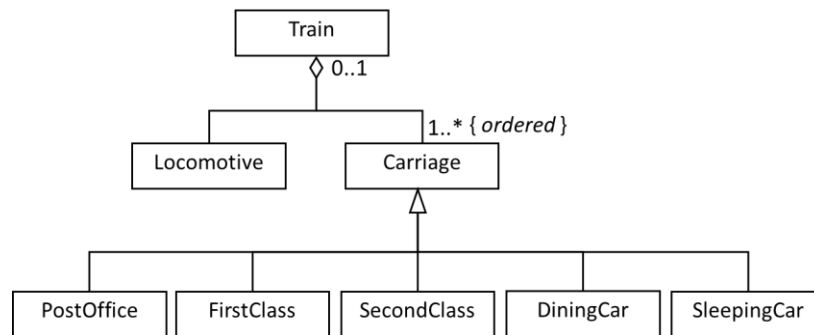 Train
0..1
1..* { ordered }
Locomotive
Carriage
PostOffice
FirstClass
SecondClass
DiningCar
SleepingCar